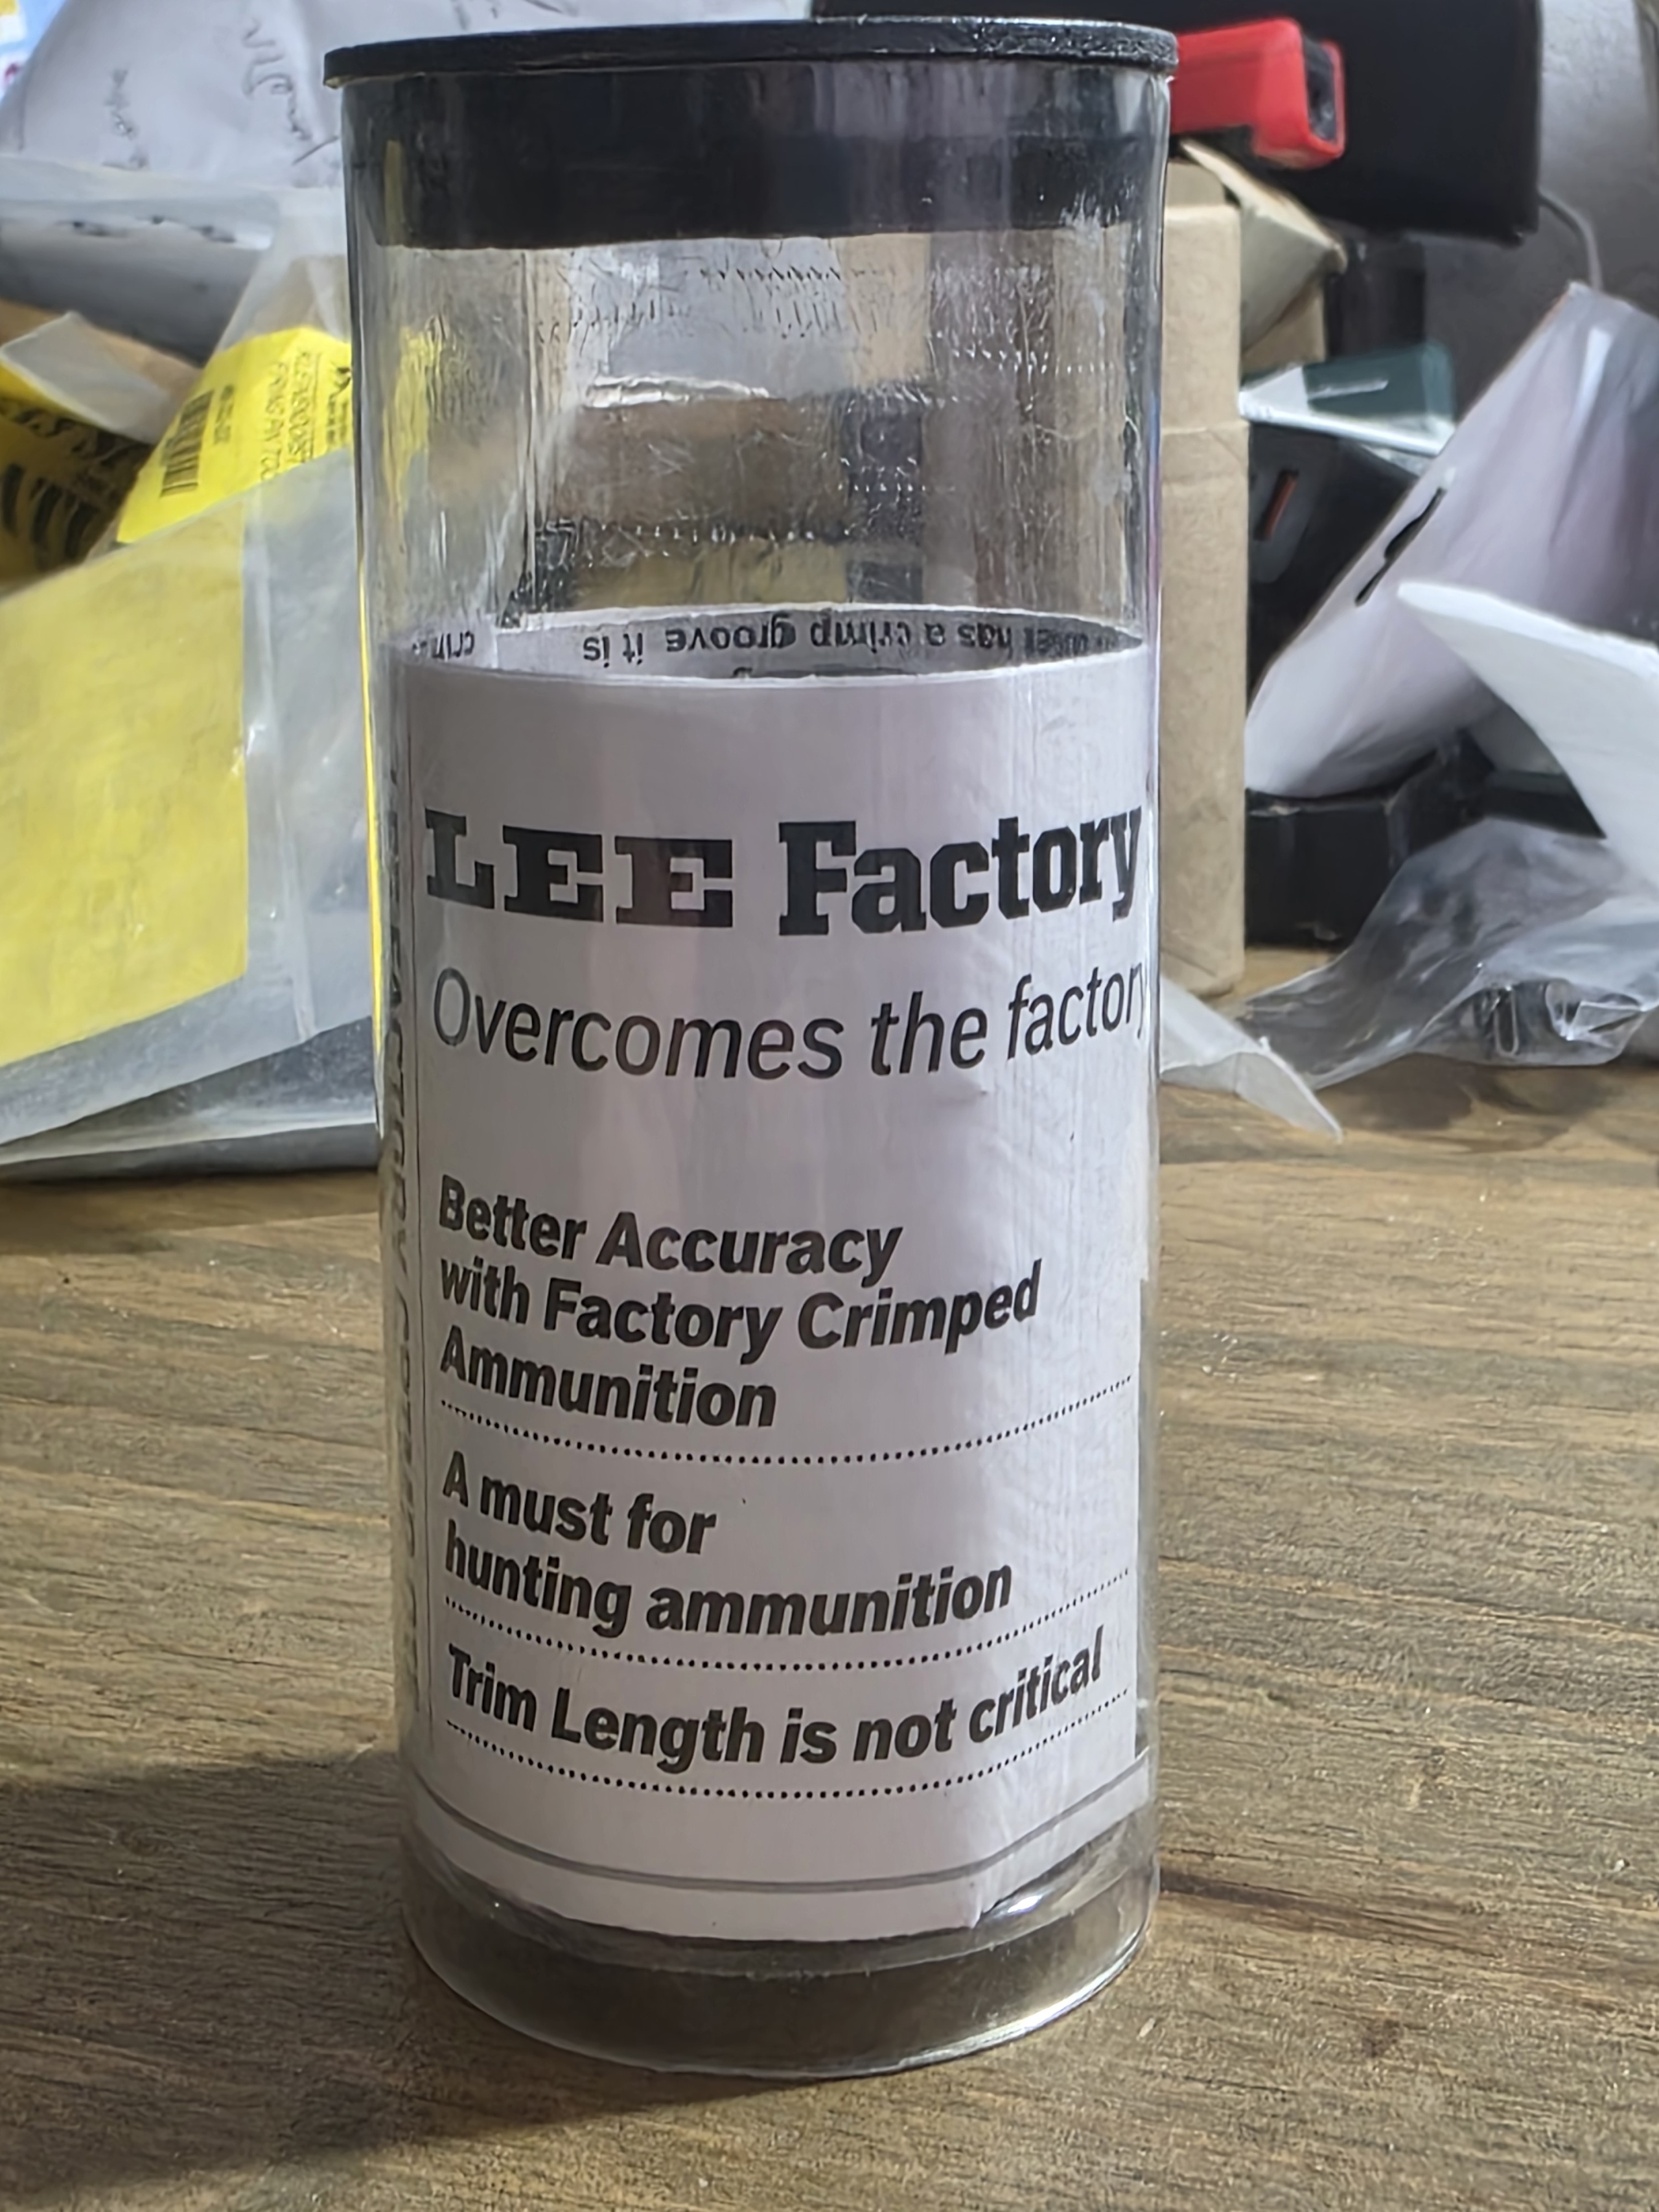 has a crimp groove it is
LEE Factory
Overcomes the factory
Better Accuracy
with Factory Crimped
Ammunition
A must for
hunting ammunition
Trim Length is not critical